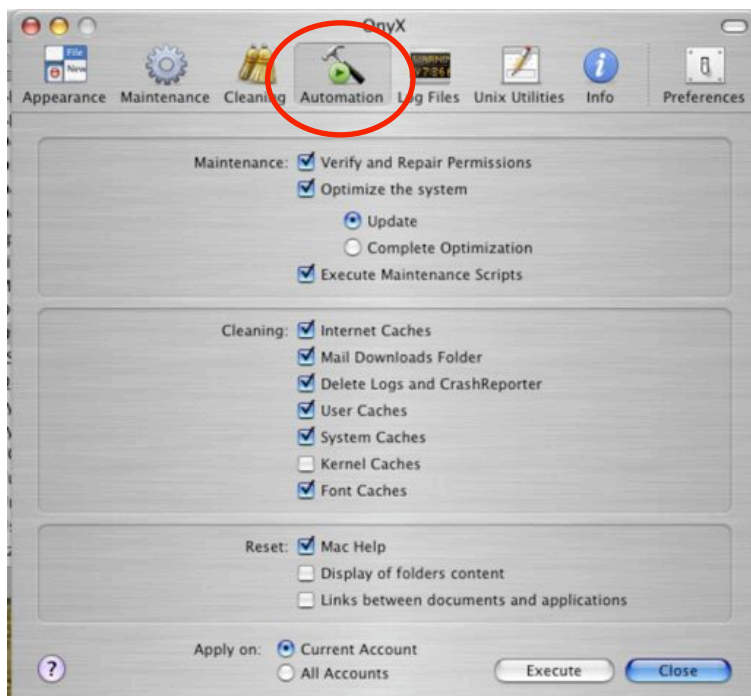 OnyX
File
New
WARNIN
Appearance Maintenance Cleaning Automation Log Files Unix Utilities Info Preferences
Maintenance: Verify and Repair Permissions
Optimize the system
Update
Complete Optimization
Execute Maintenance Scripts
Cleaning: Internet Caches
Mail Downloads Folder
Delete Logs and CrashReporter
User Caches
System Caches
Kernel Caches
Font Caches
Reset: Mac Help
Display of folders content
Links between documents and applications
Apply on: Current Account
All Accounts
? Execute Close